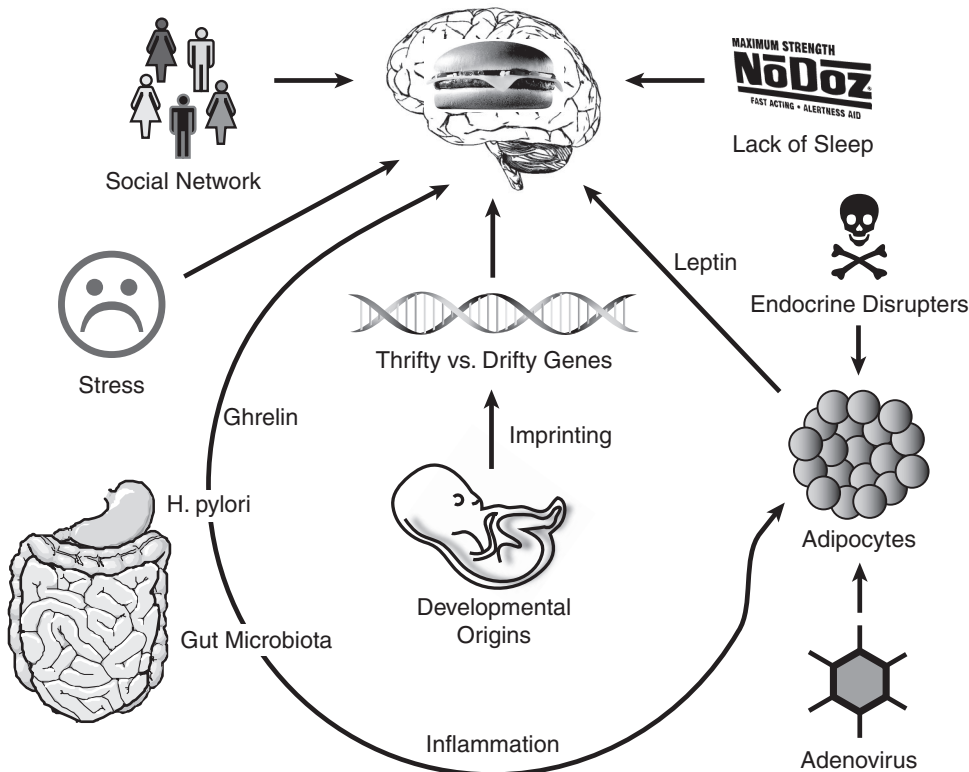 MAXIMUM STRENGTH
NōDoz
FAST ACTING • ALERTNESS AID
Lack of Sleep
Social Network
Leptin
Endocrine Disrupters
Thrifty vs. Drifty Genes
Stress
Ghrelin
Imprinting
H. pylori
Adipocytes
Developmental
Origins
Gut Microbiota
Inflammation
Adenovirus